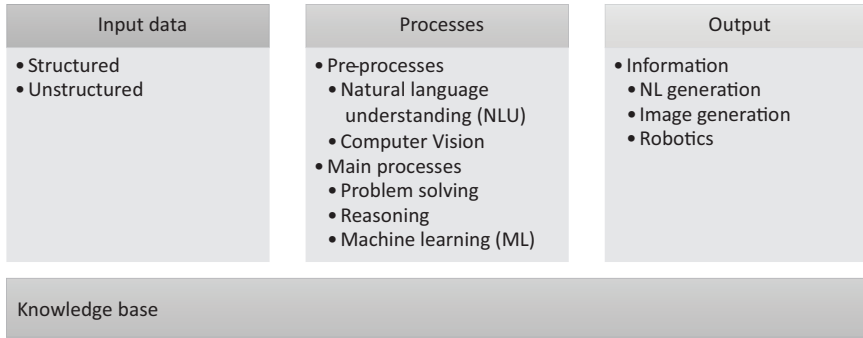 Input data
• Structured
• Unstructured
Processes
• Pre-processes
• Natural language
understanding (NLU)
• Computer Vision
• Main processes
• Problem solving
• Reasoning
• Machine learning (ML)
Output
• Information
• NL generation
• Image generation
• Robotics
Knowledge base